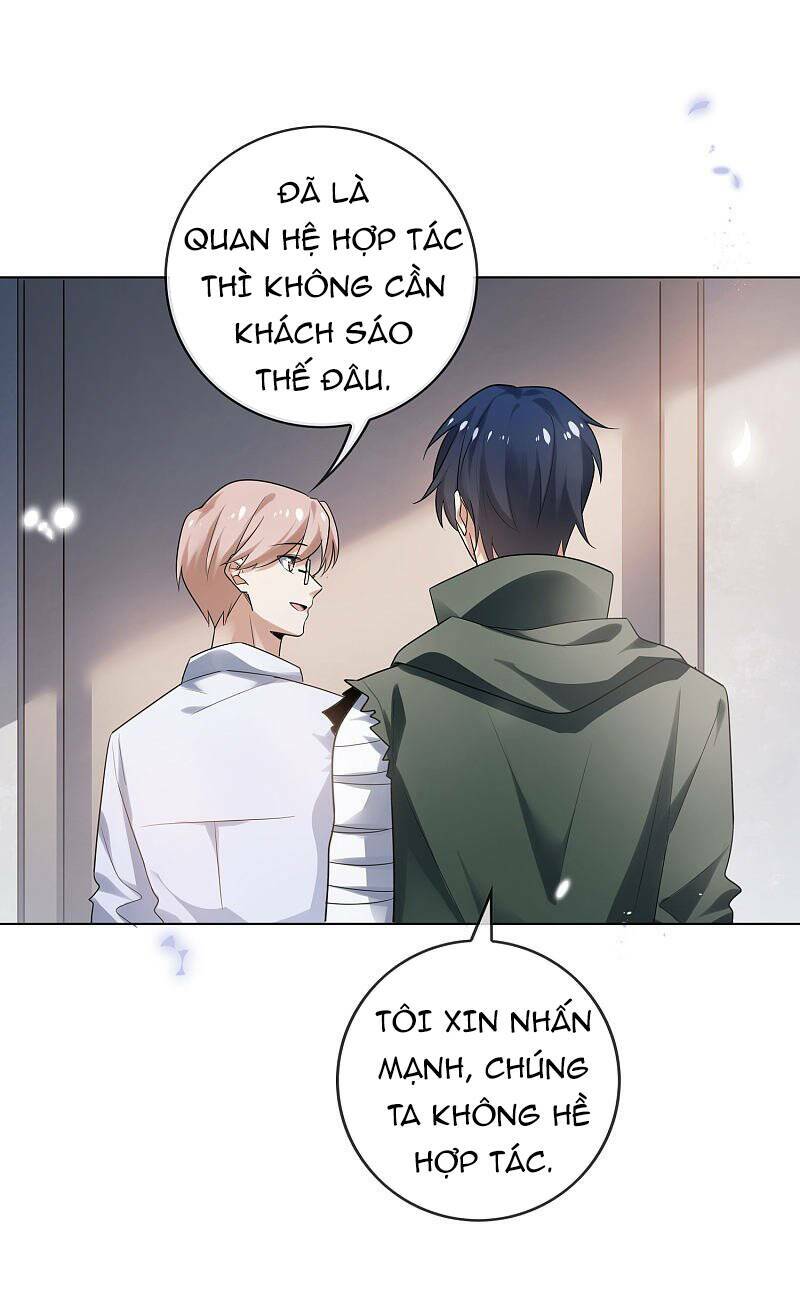 ĐÃ LÀ
QUAN HỆ HỢP TÁC
THÌ KHÔNG CẦN
KHÁCH SÁO
THẾ ĐÂU.
TÔI XIN NHẤN
MẠNH, CHÚNG
TA KHÔNG HỀ
HỢP TÁC.